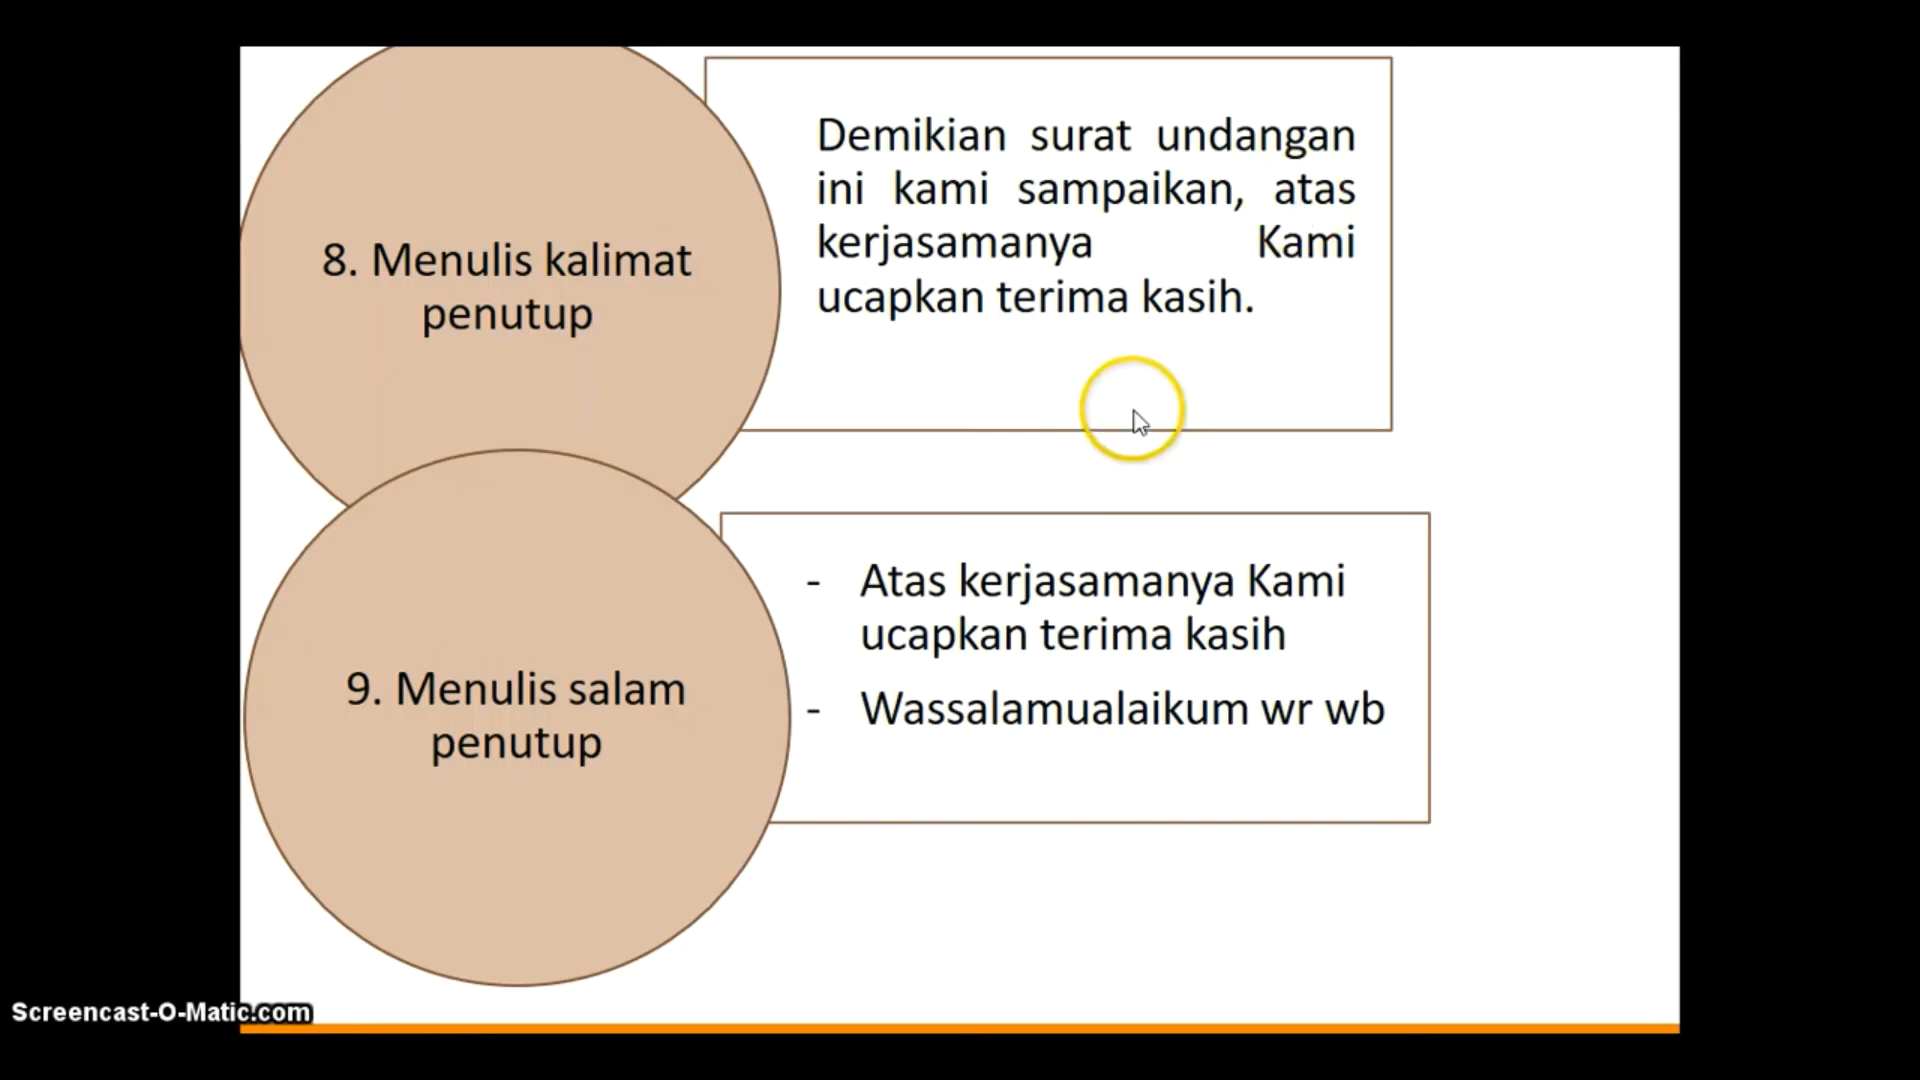 8. Menulis kalimat
penutup
Demikian surat undangan
ini kami sampaikan, atas
kerjasamanya Kami
ucapkan terima kasih.
9. Menulis salam
penutup
- Atas kerjasamanya Kami
ucapkan terima kasih
- Wassalamualaikum wr wb
Screencast-O-Matic.com